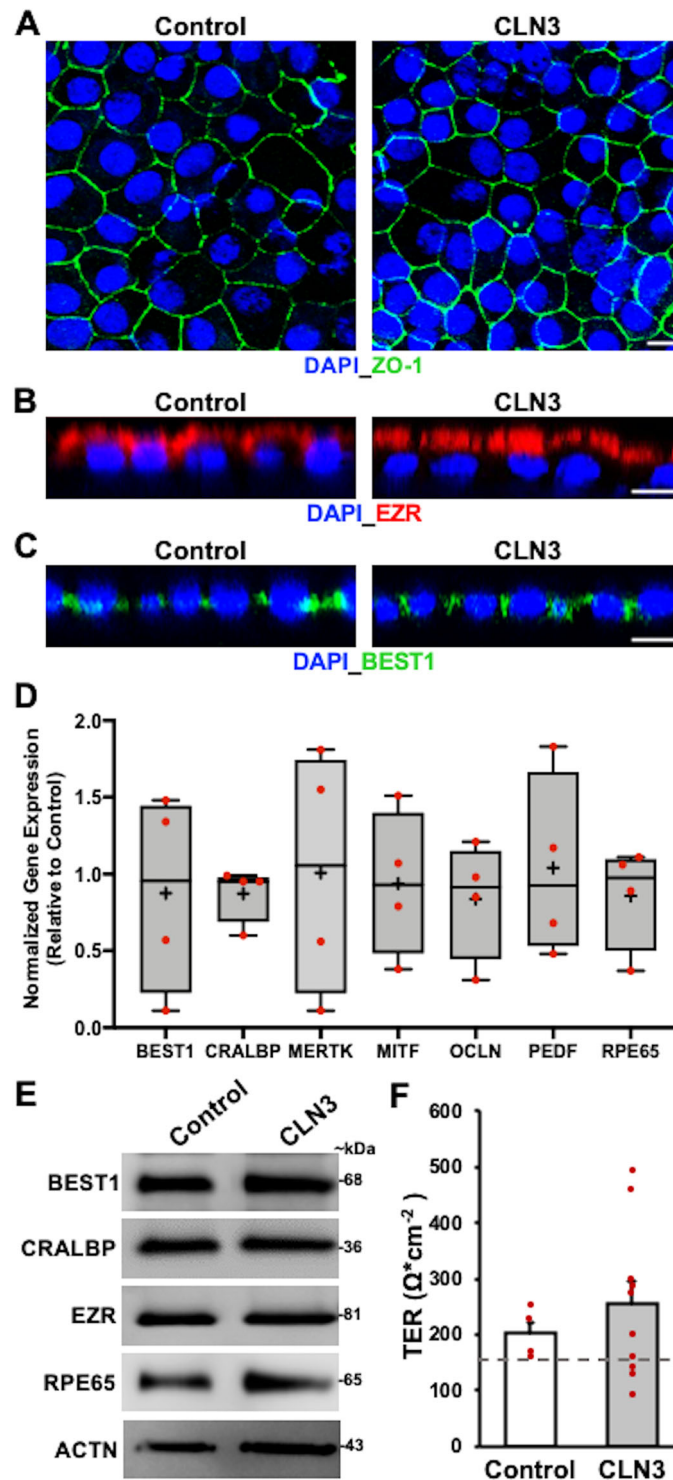 A
Control CLN3
DAPI_ZO-1
B
Control CLN3
DAPI_EZR
C
Control CLN3
DAPI_BEST1
D
Normalized Gene Expression
(Relative to Control)
2.0
1.5
1.0
0.5
0.0
BEST1 CRALBP MERTK MITF OCLN PEDF RPE65
E
Control CLN3
~kDa
BEST1 -68
CRALBP -36
EZR -81
RPE65 -65
ACTN -43
F
TER (Ω*cm⁻²)
600
500
400
300
200
100
0
Control CLN3